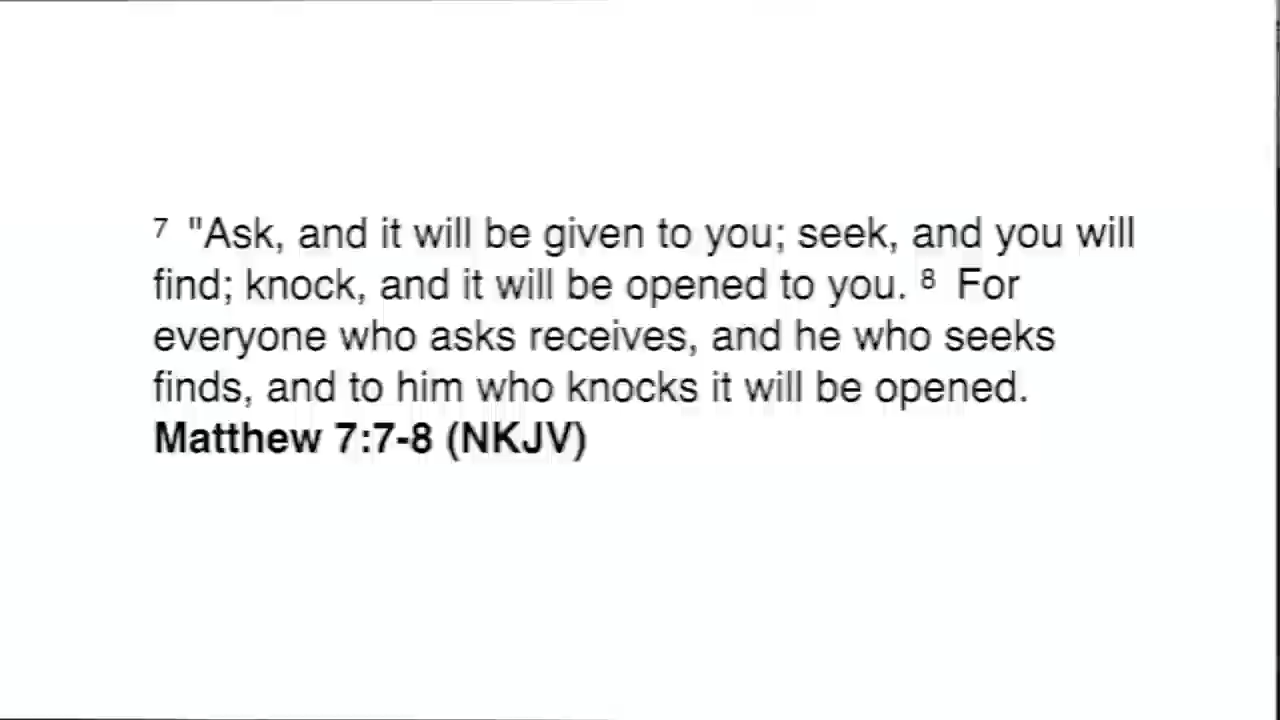 7 "Ask, and it will be given to you; seek, and you will
find; knock, and it will be opened to you. 8 For
everyone who asks receives, and he who seeks
finds, and to him who knocks it will be opened.
Matthew 7:7-8 (NKJV)